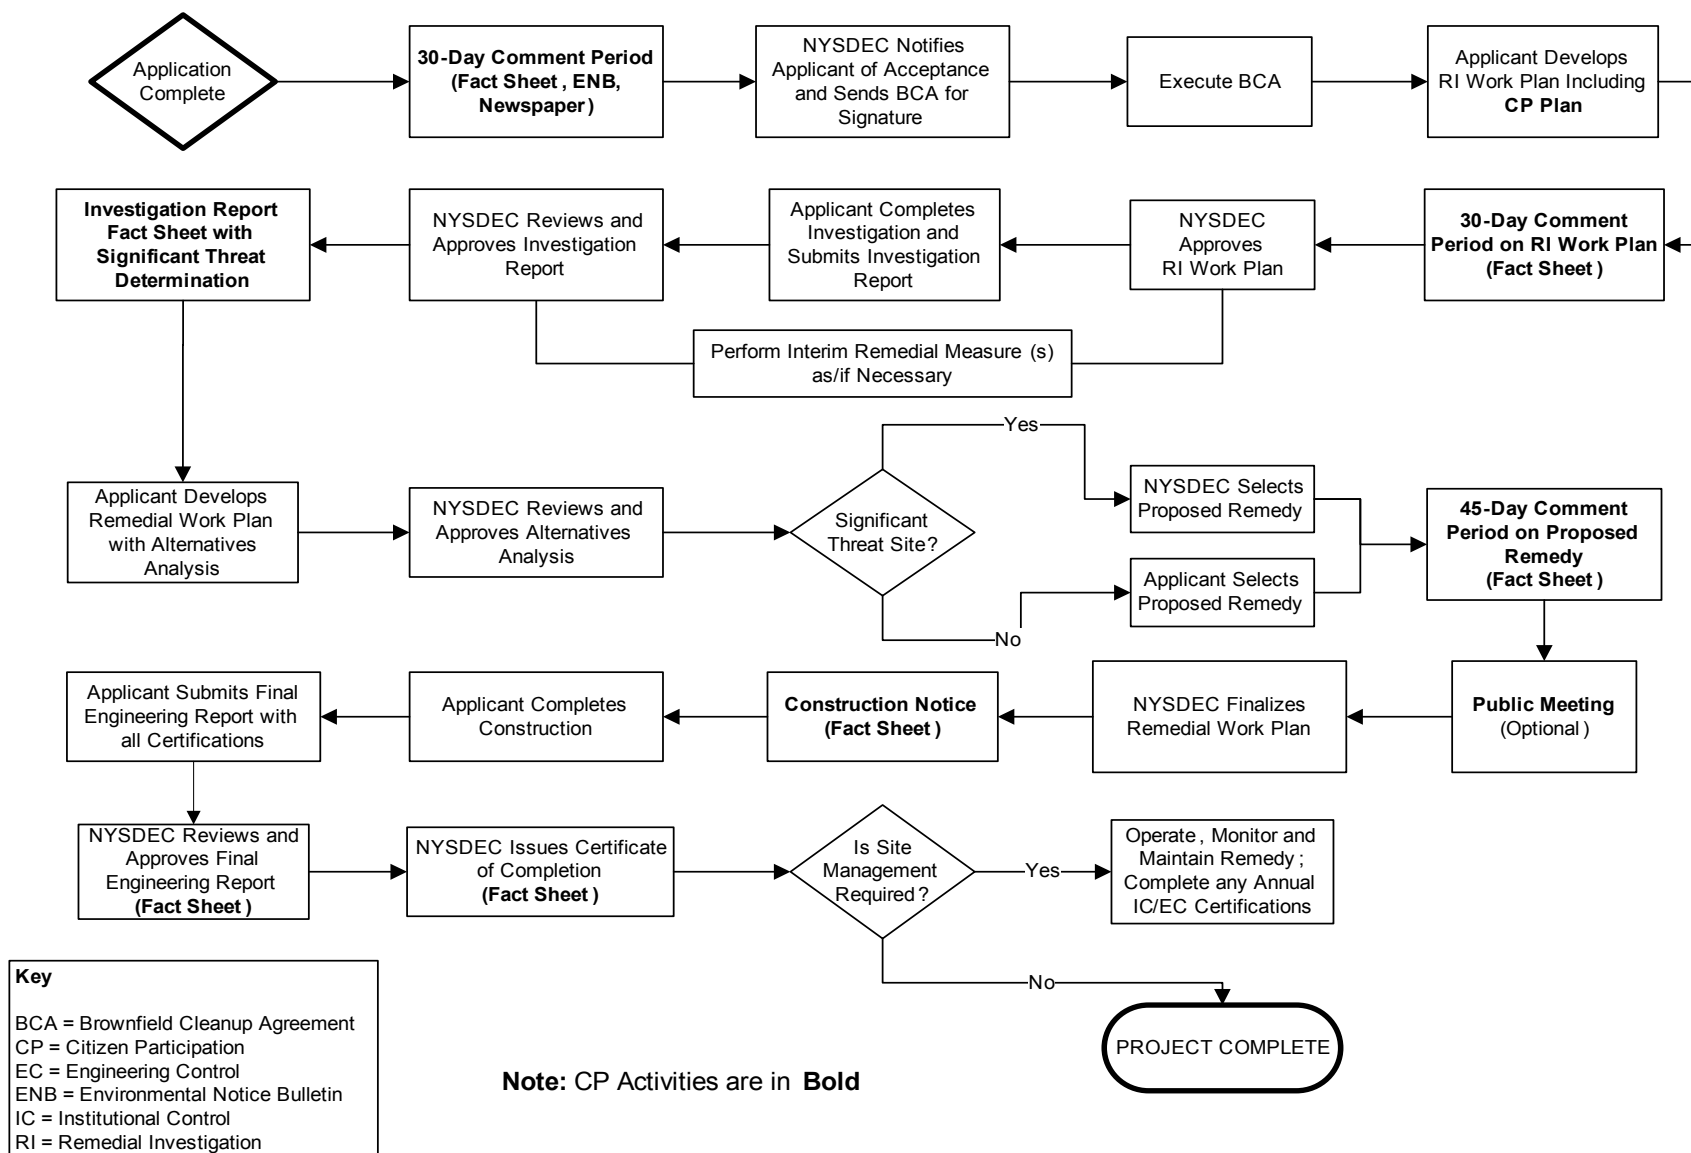 Application
Complete
30-Day Comment Period
(Fact Sheet , ENB,
Newspaper )
NYSDEC Notifies
Applicant of Acceptance
and Sends BCA for
Signature
Execute BCA
Applicant Develops
RI Work Plan Including
CP Plan
30-Day Comment
Period on RI Work Plan
(Fact Sheet )
NYSDEC
Approves
RI Work Plan
Applicant Completes
Investigation and
Submits Investigation
Report
NYSDEC Reviews and
Approves Investigation
Report
Investigation Report
Fact Sheet with
Significant Threat
Determination
Perform Interim Remedial Measure (s)
as/if Necessary
Applicant Develops
Remedial Work Plan
with Alternatives
Analysis
NYSDEC Reviews and
Approves Alternatives
Analysis
Significant
Threat Site?
Yes
NYSDEC Selects
Proposed Remedy
No
Applicant Selects
Proposed Remedy
45-Day Comment
Period on Proposed
Remedy
(Fact Sheet )
Public Meeting
(Optional )
NYSDEC Finalizes
Remedial Work Plan
Construction Notice
(Fact Sheet )
Applicant Completes
Construction
Applicant Submits Final
Engineering Report with
all Certifications
NYSDEC Reviews and
Approves Final
Engineering Report
(Fact Sheet )
NYSDEC Issues Certificate
of Completion
(Fact Sheet )
Is Site
Management
Required ?
Yes
Operate , Monitor and
Maintain Remedy ;
Complete any Annual
IC/EC Certifications
No
PROJECT COMPLETE
Key
BCA = Brownfield Cleanup Agreement
CP = Citizen Participation
EC = Engineering Control
ENB = Environmental Notice Bulletin
IC = Institutional Control
RI = Remedial Investigation
Note: CP Activities are in Bold